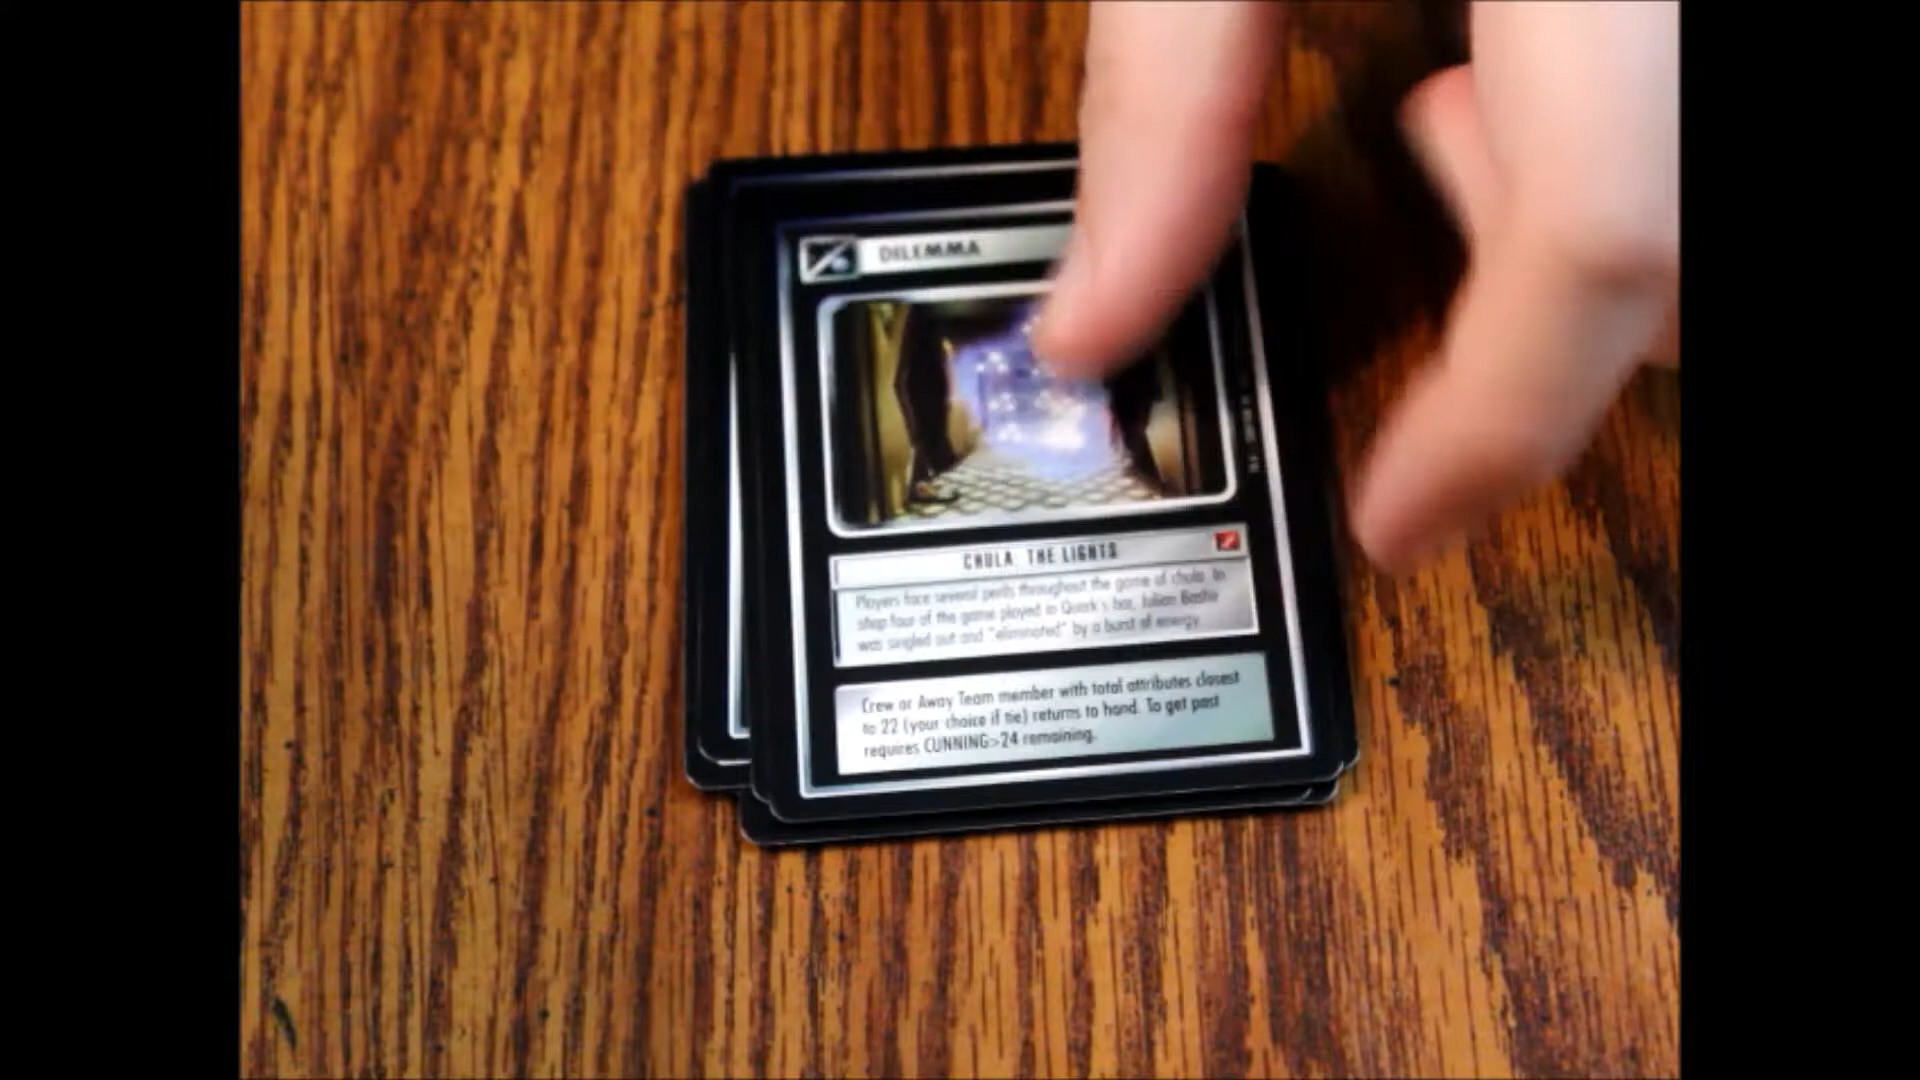 DILEMMA
CHULA: THE LIGHTS
Players face several perils throughout the game of chula. In
shap four of the game played in Quark's bar, Julian Bashir
was singled out and "eliminated" by a burst of energy.
Crew or Away Team member with total attributes closest
to 22 (your choice if tie) returns to hand. To get past
requires CUNNING>24 remaining.